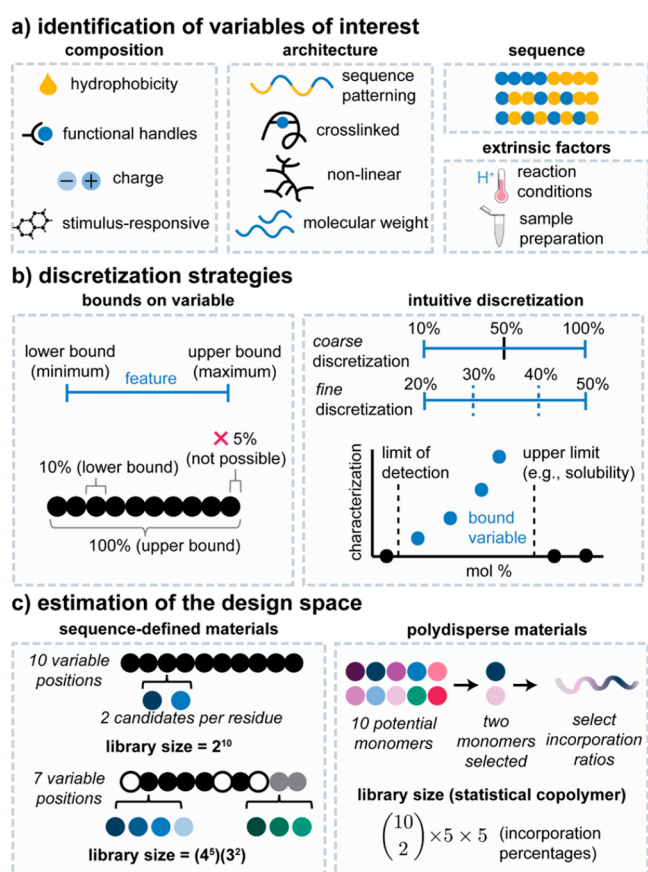 a) identification of variables of interest
composition
hydrophobicity
functional handles
− +
charge
stimulus-responsive
architecture
sequence
patterning
crosslinked
non-linear
molecular weight
sequence
extrinsic factors
H⁺
reaction
conditions
sample
preparation
b) discretization strategies
bounds on variable
lower bound
(minimum)
upper bound
(maximum)
feature
5%
(not possible)
10% (lower bound)
100% (upper bound)
intuitive discretization
10% 50% 100%
coarse
discretization
20% 30% 40% 50%
fine
discretization
characterization
limit of
detection
upper limit
(e.g., solubility)
bound
variable
mol %
c) estimation of the design space
sequence-defined materials
10 variable
positions
2 candidates per residue
library size = 2¹⁰
7 variable
positions
library size = (4⁵)(3²)
polydisperse materials
10 potential
monomers
two
monomers
selected
select
incorporation
ratios
library size (statistical copolymer)
(10
2) × 5 × 5 (incorporation
percentages)